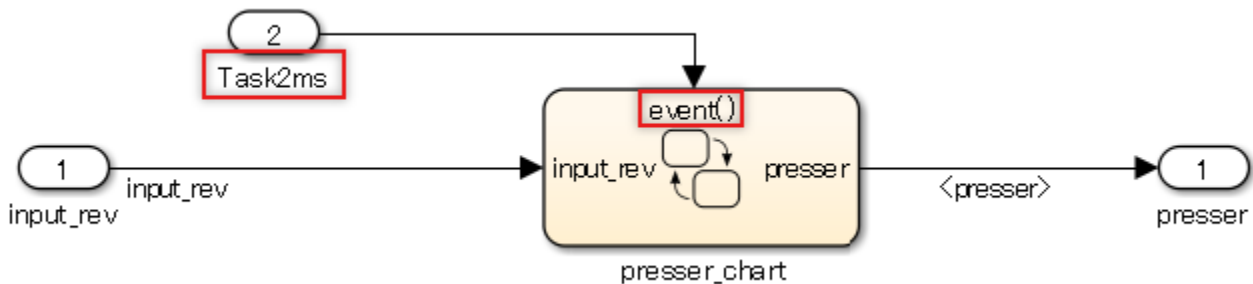 2
Task2ms
event()
1
input_rev
input_rev
input_rev
presser
<presser>
1
presser
presser_chart